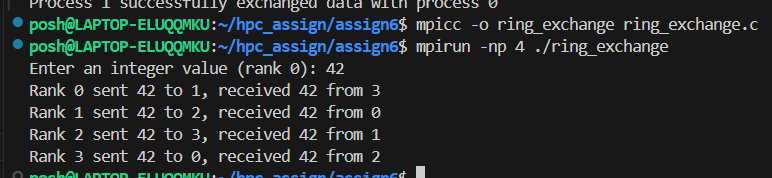 Process 1 successfully exchanged data with process 0
posh@LAPTOP-ELUQQMKU:~/hpc_assign/assign6$ mpicc -o ring_exchange ring_exchange.c
posh@LAPTOP-ELUQQMKU:~/hpc_assign/assign6$ mpirun -np 4 ./ring_exchange
Enter an integer value (rank 0): 42
Rank 0 sent 42 to 1, received 42 from 3
Rank 1 sent 42 to 2, received 42 from 0
Rank 2 sent 42 to 3, received 42 from 1
Rank 3 sent 42 to 0, received 42 from 2
posh@LAPTOP-ELUQQMKU:~/hpc_assign/assign6$